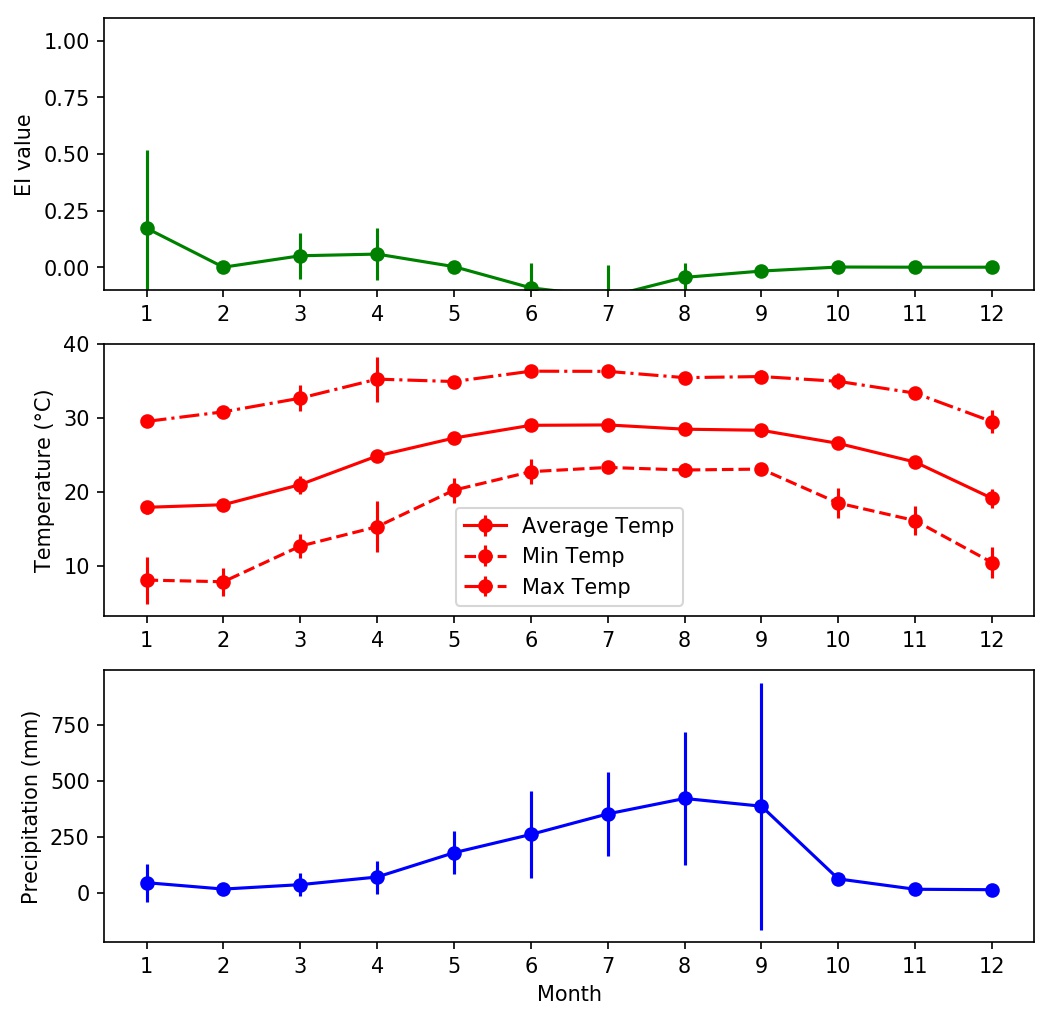 EI value
1.00
0.75
0.50
0.25
0.00
1 2 3 4 5 6 7 8 9 10 11 12
Temperature (°C)
40
30
20
10
Average Temp
Min Temp
Max Temp
1 2 3 4 5 6 7 8 9 10 11 12
Precipitation (mm)
750
500
250
0
1 2 3 4 5 6 7 8 9 10 11 12
Month